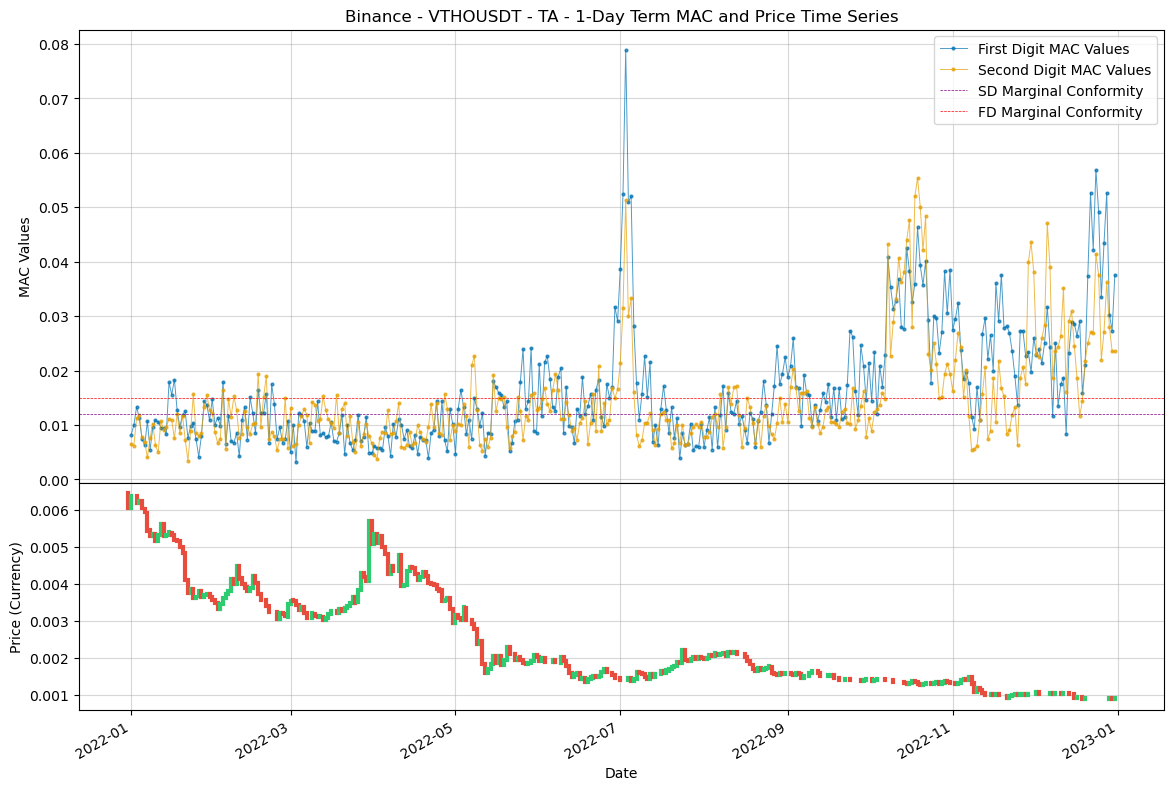 Binance - VTHOUSDT - TA - 1-Day Term MAC and Price Time Series
First Digit MAC Values
Second Digit MAC Values
SD Marginal Conformity
FD Marginal Conformity
MAC Values
0.08
0.07
0.06
0.05
0.04
0.03
0.02
0.01
0.00
Price (Currency)
0.006
0.005
0.004
0.003
0.002
0.001
2022-01
2022-03
2022-05
2022-07
2022-09
2022-11
2023-01
Date